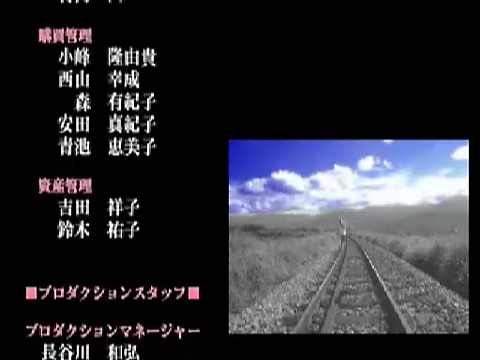 購買管理
小峰 隆由貴
西山 幸成
森 有紀子
安田 真紀子
青池 恵美子
資産管理
吉田 祥子
鈴木 祐子
■プロダクションスタッフ■
プロダクションマネージャー
長谷川 和弘